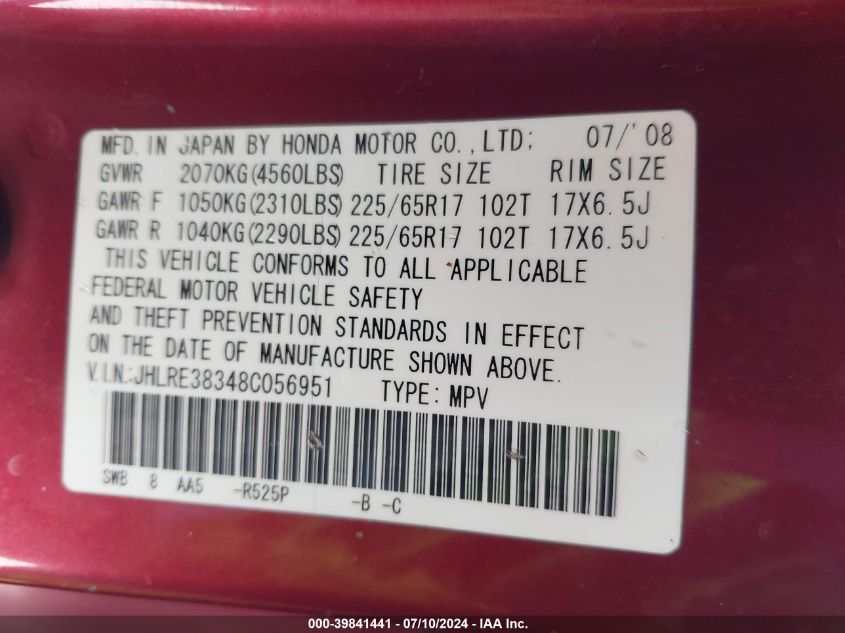 MFD. IN JAPAN BY HONDA MOTOR CO., LTD; 07/'08
GVWR 2070KG(4560LBS) TIRE SIZE RIM SIZE
GAWR F 1050KG(2310LBS) 225/65R17 102T 17X6.5J
GAWR R 1040KG(2290LBS) 225/65R17 102T 17X6.5J
THIS VEHICLE CONFORMS TO ALL APPLICABLE
FEDERAL MOTOR VEHICLE SAFETY
AND THEFT PREVENTION STANDARDS IN EFFECT
ON THE DATE OF MANUFACTURE SHOWN ABOVE.
V.I.N.:JHLRE38348C056951 TYPE: MPV
SWB 8 AA5 -R525P -B -C
000-39841441 - 07/10/2024 - IAA Inc.